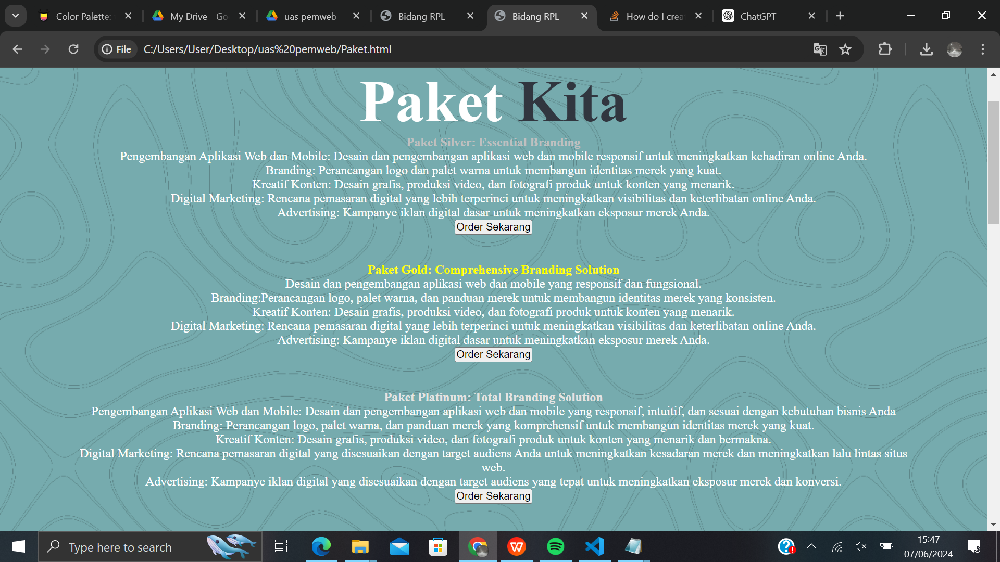 Color Palette:
My Drive - Go
uas pemweb -
Bidang RPL
Bidang RPL
How do I crea
ChatGPT
File
C:/Users/User/Desktop/uas%20pemweb/Paket.html
Paket Kita
Paket Silver: Essential Branding
Pengembangan Aplikasi Web dan Mobile: Desain dan pengembangan aplikasi web dan mobile responsif untuk meningkatkan kehadiran online Anda.
Branding: Perancangan logo dan palet warna untuk membangun identitas merek yang kuat.
Kreatif Konten: Desain grafis, produksi video, dan fotografi produk untuk konten yang menarik.
Digital Marketing: Rencana pemasaran digital yang lebih terperinci untuk meningkatkan visibilitas dan keterlibatan online Anda.
Advertising: Kampanye iklan digital dasar untuk meningkatkan eksposur merek Anda.
Order Sekarang
Paket Gold: Comprehensive Branding Solution
Desain dan pengembangan aplikasi web dan mobile yang responsif dan fungsional.
Branding:Perancangan logo, palet warna, dan panduan merek untuk membangun identitas merek yang konsisten.
Kreatif Konten: Desain grafis, produksi video, dan fotografi produk untuk konten yang menarik.
Digital Marketing: Rencana pemasaran digital yang lebih terperinci untuk meningkatkan visibilitas dan keterlibatan online Anda.
Advertising: Kampanye iklan digital dasar untuk meningkatkan eksposur merek Anda.
Order Sekarang
Paket Platinum: Total Branding Solution
Pengembangan Aplikasi Web dan Mobile: Desain dan pengembangan aplikasi web dan mobile yang responsif, intuitif, dan sesuai dengan kebutuhan bisnis Anda
Branding: Perancangan logo, palet warna, dan panduan merek yang komprehensif untuk membangun identitas merek yang kuat.
Kreatif Konten: Desain grafis, produksi video, dan fotografi produk untuk konten yang menarik dan bermakna.
Digital Marketing: Rencana pemasaran digital yang disesuaikan dengan target audiens Anda untuk meningkatkan kesadaran merek dan meningkatkan lalu lintas situs
web.
Advertising: Kampanye iklan digital yang disesuaikan dengan target audiens yang tepat untuk meningkatkan eksposur merek dan konversi.
Order Sekarang
Type here to search
15:47
07/06/2024